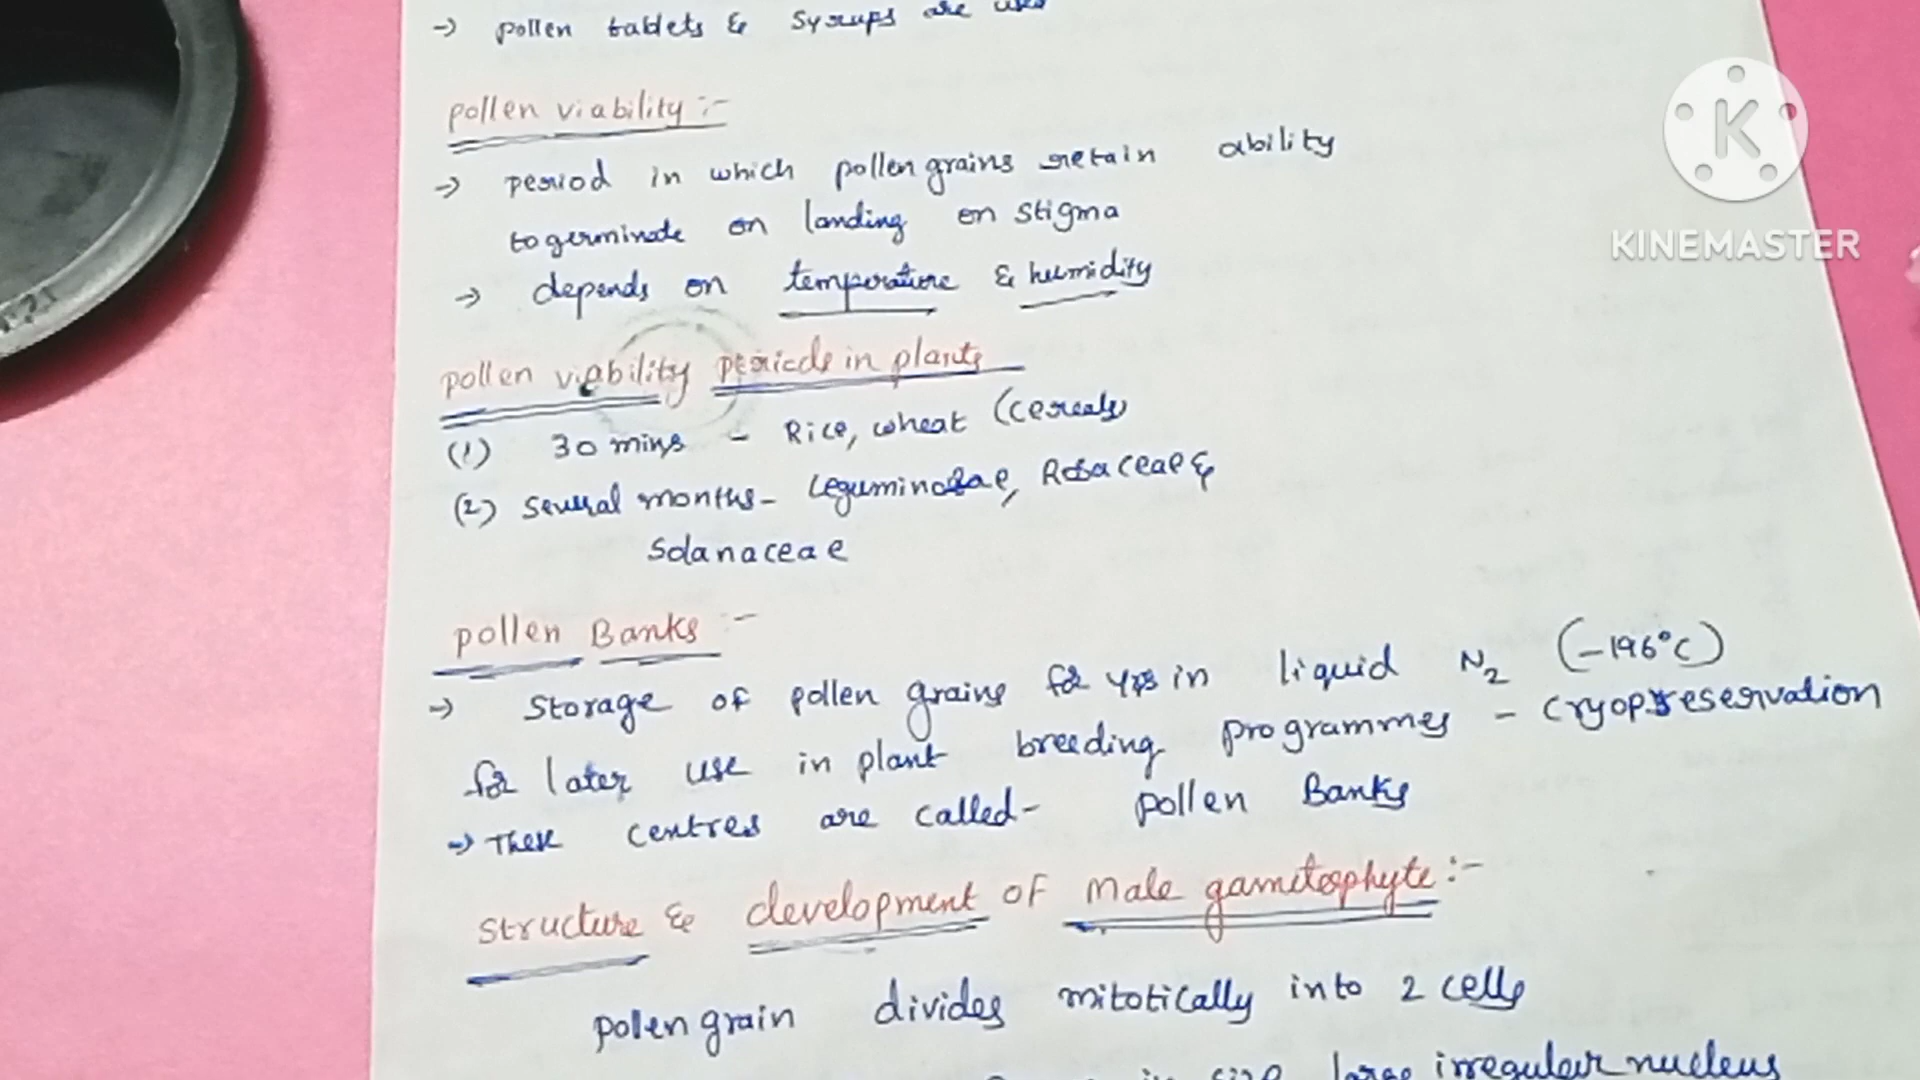 → pollen tablets & Syrups are used
pollen viability :-
→ period in which pollen grains retain ability
to germinate on landing on stigma
→ depends on temperature & humidity
pollen viability periods in plants
(1) 30 mins - Rice, wheat (cereals)
(2) several months - Leguminosae, Rosaceae &
Solanaceae
pollen Banks :-
→ Storage of pollen grains for yrs in liquid N₂ (-196°C)
for later use in plant breeding programmes - cryopreservation
→ These centres are called - pollen Banks
structure & development of male gametophyte :-
polen grain divides mitotically into 2 cells
in size large irregular nucleus
KINEMASTER